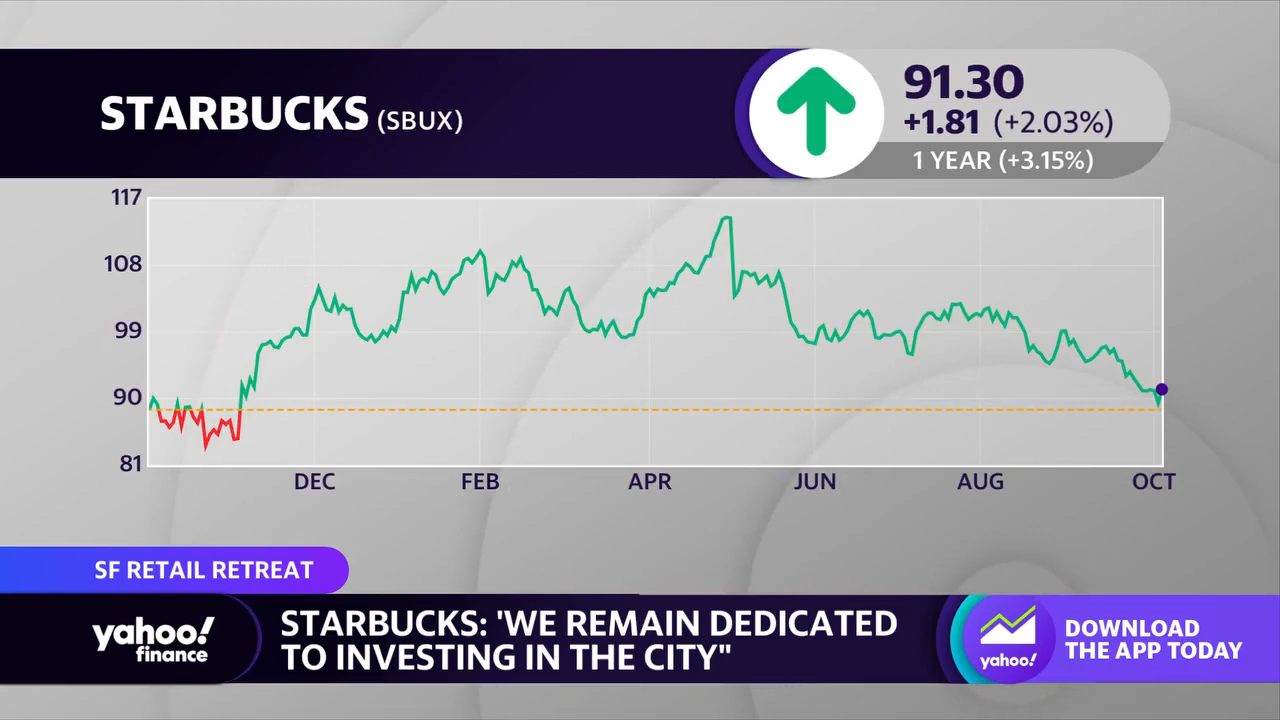 STARBUCKS (SBUX)
91.30
+1.81 (+2.03%)
1 YEAR (+3.15%)
117
108
99
90
81
DEC FEB APR JUN AUG OCT
SF RETAIL RETREAT
yahoo!
finance
STARBUCKS: 'WE REMAIN DEDICATED
TO INVESTING IN THE CITY"
yahoo!
DOWNLOAD
THE APP TODAY